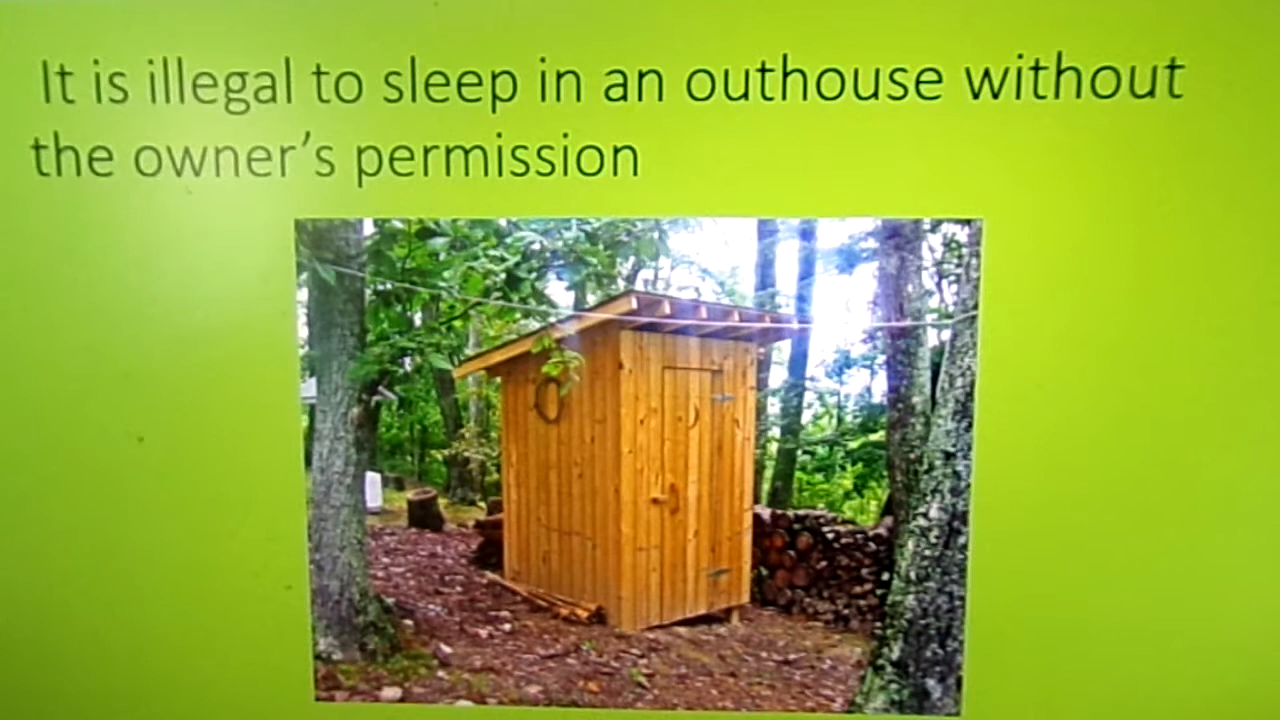 It is illegal to sleep in an outhouse without
the owner’s permission